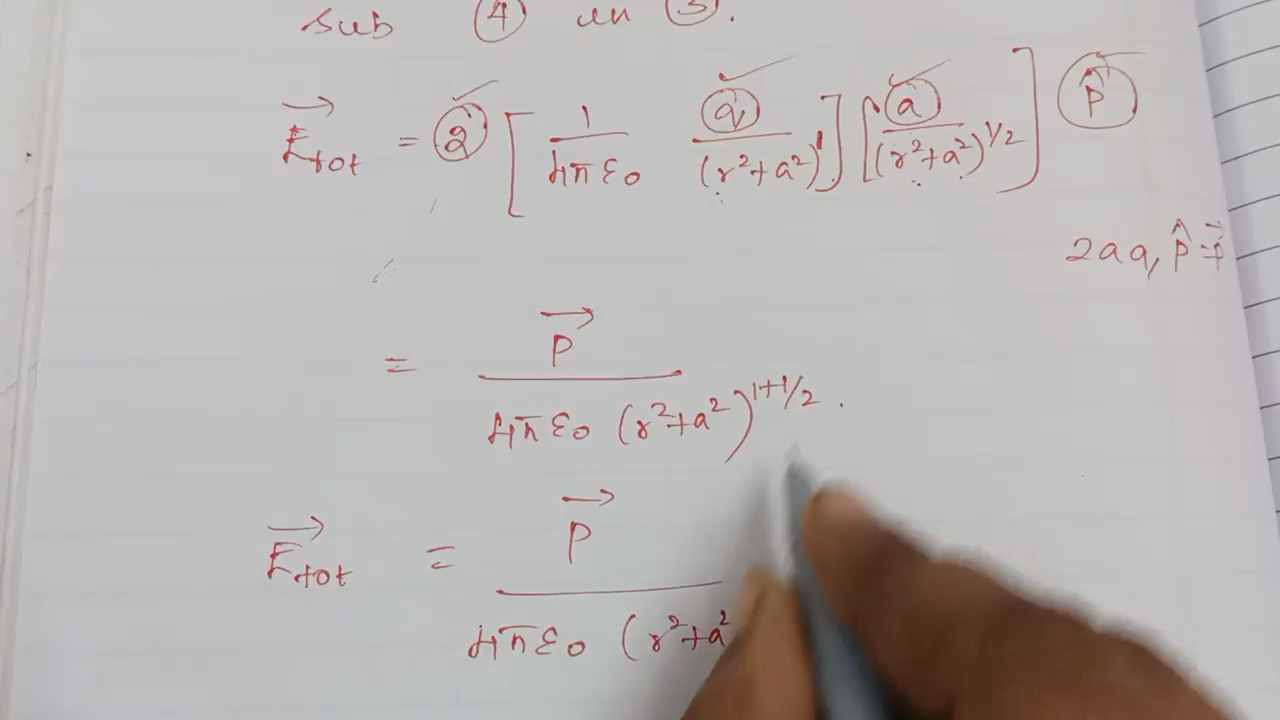 sub ④ in ③.
→E_tot = 2 [ 1/4πε₀ q/(r²+a²)¹ ] [ a/(r²+a²)^1/2 ] p̂
2aq, p̂ = →p
= →p / 4πε₀ (r²+a²)^1+1/2 .
→E_tot = →p / 4πε₀ (r²+a²